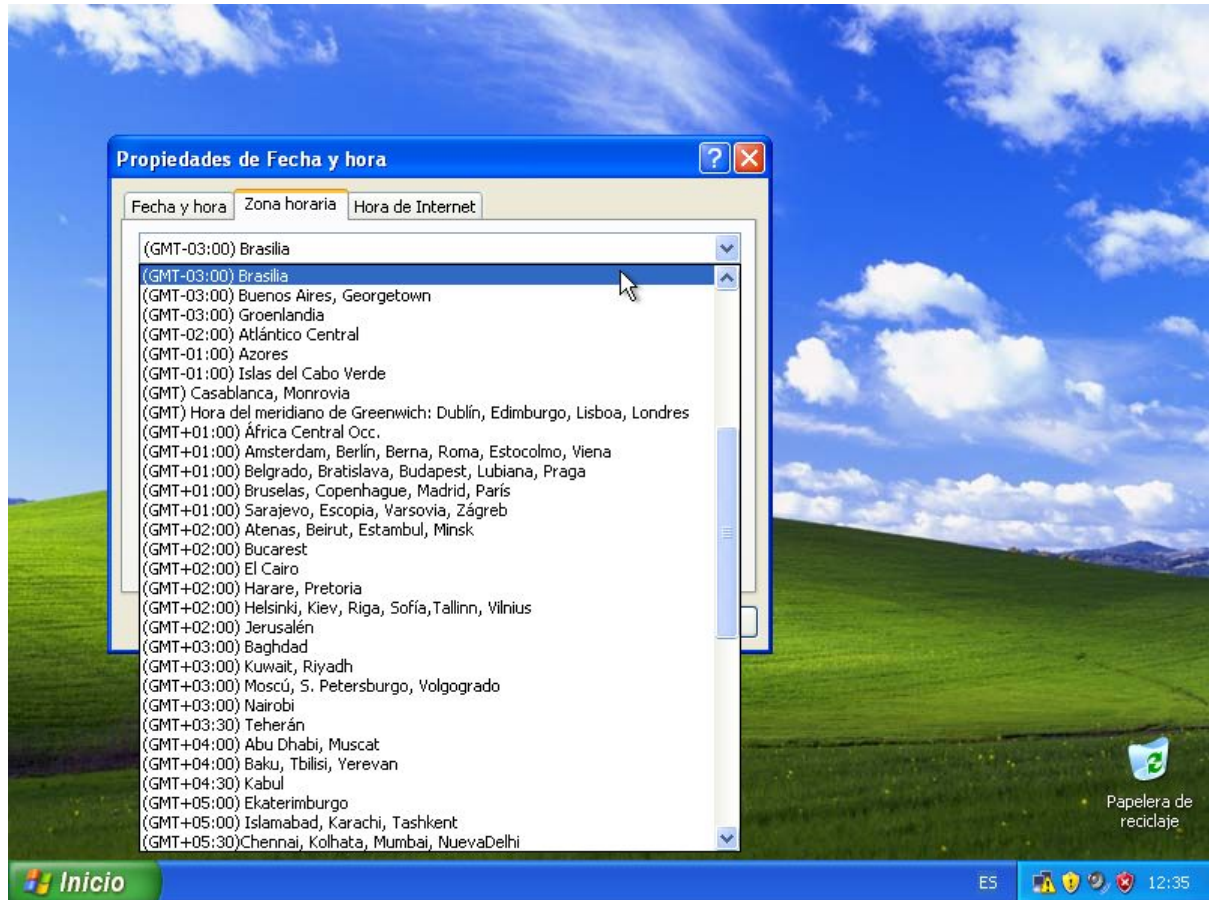 Propiedades de Fecha y hora
Fecha y hora Zona horaria Hora de Internet
(GMT-03:00) Brasilia
(GMT-03:00) Brasilia
(GMT-03:00) Buenos Aires, Georgetown
(GMT-03:00) Groenlandia
(GMT-02:00) Atlántico Central
(GMT-01:00) Azores
(GMT-01:00) Islas del Cabo Verde
(GMT) Casablanca, Monrovia
(GMT) Hora del meridiano de Greenwich: Dublín, Edimburgo, Lisboa, Londres
(GMT+01:00) África Central Occ.
(GMT+01:00) Amsterdam, Berlín, Berna, Roma, Estocolmo, Viena
(GMT+01:00) Belgrado, Bratislava, Budapest, Lubiana, Praga
(GMT+01:00) Bruselas, Copenhague, Madrid, París
(GMT+01:00) Sarajevo, Escopia, Varsovia, Zágreb
(GMT+02:00) Atenas, Beirut, Estambul, Minsk
(GMT+02:00) Bucarest
(GMT+02:00) El Cairo
(GMT+02:00) Harare, Pretoria
(GMT+02:00) Helsinki, Kiev, Riga, Sofía,Tallinn, Vilnius
(GMT+02:00) Jerusalén
(GMT+03:00) Baghdad
(GMT+03:00) Kuwait, Riyadh
(GMT+03:00) Moscú, S. Petersburgo, Volgogrado
(GMT+03:00) Nairobi
(GMT+03:30) Teherán
(GMT+04:00) Abu Dhabi, Muscat
(GMT+04:00) Baku, Tbilisi, Yerevan
(GMT+04:30) Kabul
(GMT+05:00) Ekaterimburgo
(GMT+05:00) Islamabad, Karachi, Tashkent
(GMT+05:30)Chennai, Kolhata, Mumbai, NuevaDelhi
Papelera de
reciclaje
Inicio
ES 12:35